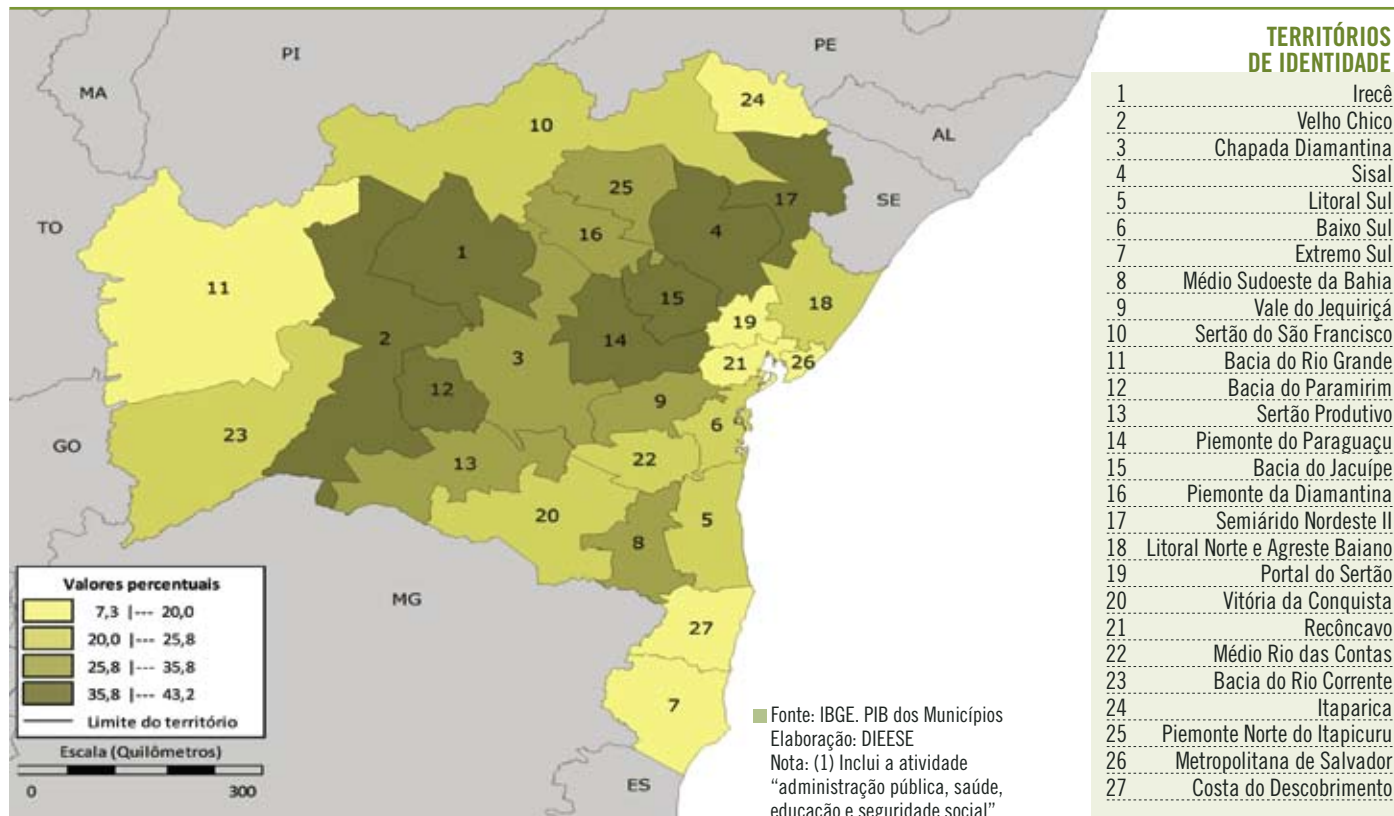 PI
PE
MA
AL
SE
TO
GO
MG
ES
24
10
25
17
4
16
1
11
15
18
19
2
14
3
21
26
12
9
6
23
13
22
20
5
8
27
7
Valores percentuais
7,3 |--- 20,0
20,0 |--- 25,8
25,8 |--- 35,8
35,8 |--- 43,2
Limite do território
Escala (Quilômetros)
0 300
Fonte: IBGE. PIB dos Municípios
Elaboração: DIEESE
Nota: (1) Inclui a atividade
“administração pública, saúde,
educação e seguridade social”
TERRITÓRIOS
DE IDENTIDADE
1 Irecê
2 Velho Chico
3 Chapada Diamantina
4 Sisal
5 Litoral Sul
6 Baixo Sul
7 Extremo Sul
8 Médio Sudoeste da Bahia
9 Vale do Jequiriçá
10 Sertão do São Francisco
11 Bacia do Rio Grande
12 Bacia do Paramirim
13 Sertão Produtivo
14 Piemonte do Paraguaçu
15 Bacia do Jacuípe
16 Piemonte da Diamantina
17 Semiárido Nordeste II
18 Litoral Norte e Agreste Baiano
19 Portal do Sertão
20 Vitória da Conquista
21 Recôncavo
22 Médio Rio das Contas
23 Bacia do Rio Corrente
24 Itaparica
25 Piemonte Norte do Itapicuru
26 Metropolitana de Salvador
27 Costa do Descobrimento